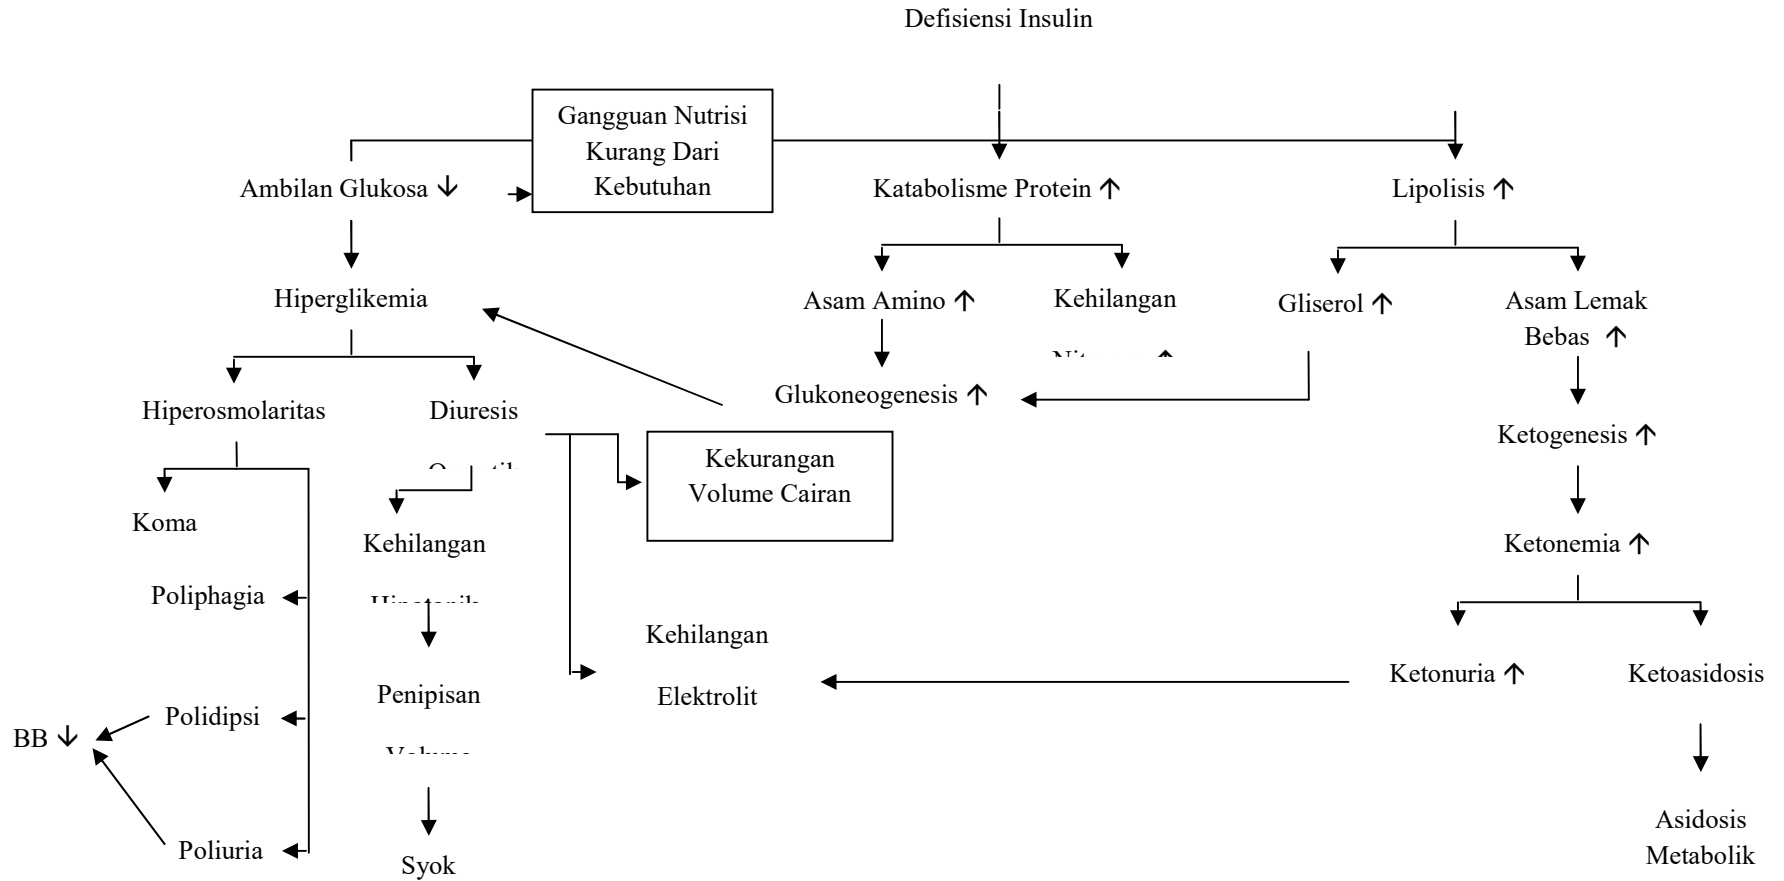 Defisiensi Insulin
Gangguan Nutrisi
Kurang Dari
Kebutuhan
Ambilan Glukosa ↓
Katabolisme Protein ↑
Lipolisis ↑
Hiperglikemia
Asam Amino ↑
Kehilangan
Gliserol ↑
Asam Lemak
Bebas ↑
Glukoneogenesis ↑
Hiperosmolaritas
Diuresis
Ketogenesis ↑
Kekurangan
Volume Cairan
Koma
Kehilangan
Ketonemia ↑
Poliphagia
Kehilangan
Elektrolit
Ketonuria ↑
Ketoasidosis
Penipisan
Polidipsi
BB ↓
Poliuria
Syok
Asidosis
Metabolik